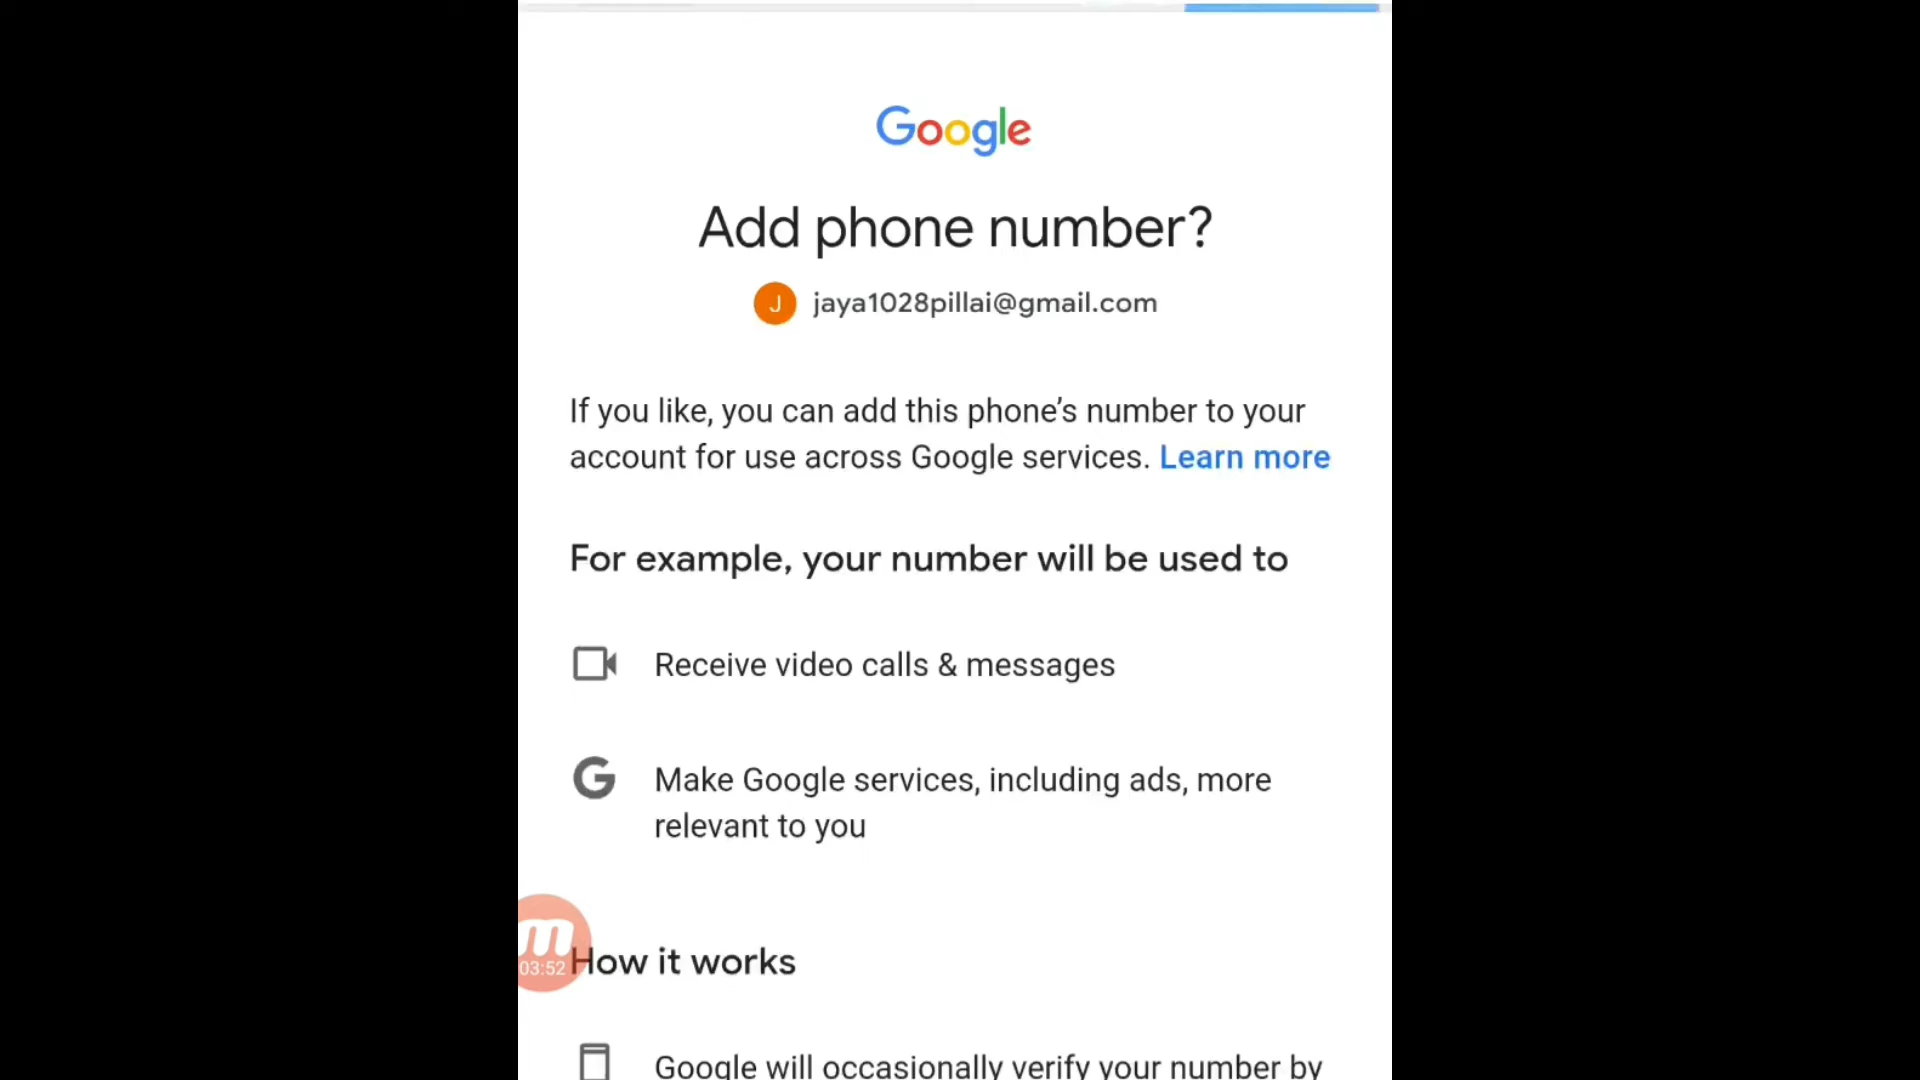 Google
Add phone number?
J jaya1028pillai@gmail.com
If you like, you can add this phone’s number to your
account for use across Google services. Learn more
For example, your number will be used to
Receive video calls & messages
G Make Google services, including ads, more
relevant to you
m
03:52 How it works
Google will occasionally verify your number by